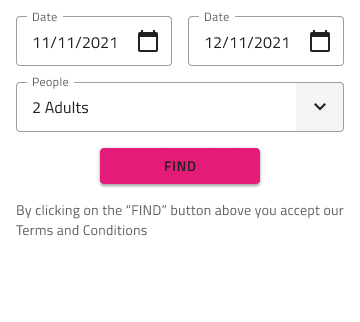 Date Date
11/11/2021 12/11/2021
People
2 Adults
FIND
By clicking on the “FIND” button above you accept our
Terms and Conditions